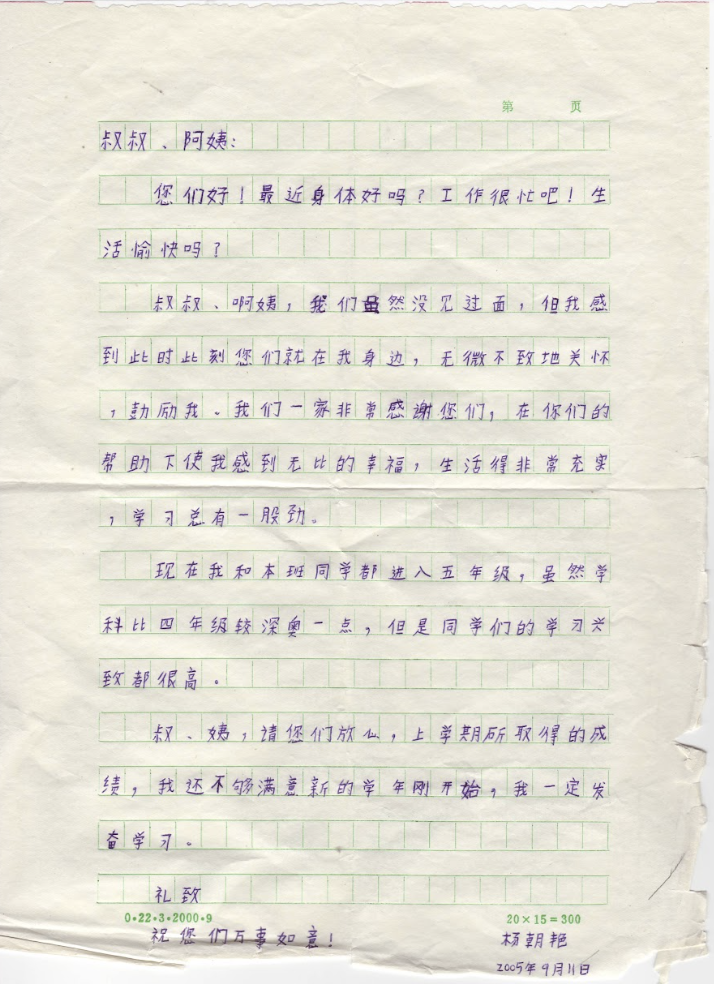 第 页
叔叔、阿姨:
您们好!最近身体好吗?工作很忙吧!生
活愉快吗?
叔叔、啊姨,我们虽然没见过面,但我感
到此时此刻您们就在我身边,无微不致地关怀
,鼓励我。我们一家非常感谢您们,在你们的
帮助下使我感到无比的幸福,生活得非常充实
,学习总有一股劲。
现在我和本班同学都进入五年级,虽然学
科比四年级较深奥一点,但是同学们的学习兴
致都很高。
叔、姨,请您们放心,上学期所取得的成
绩,我还不够满意新的学年刚开始,我一定发
奋学习。
礼致
0·22·3·2000·9 20×15=300
祝您们万事如意!
杨朝艳
2005年9月11日